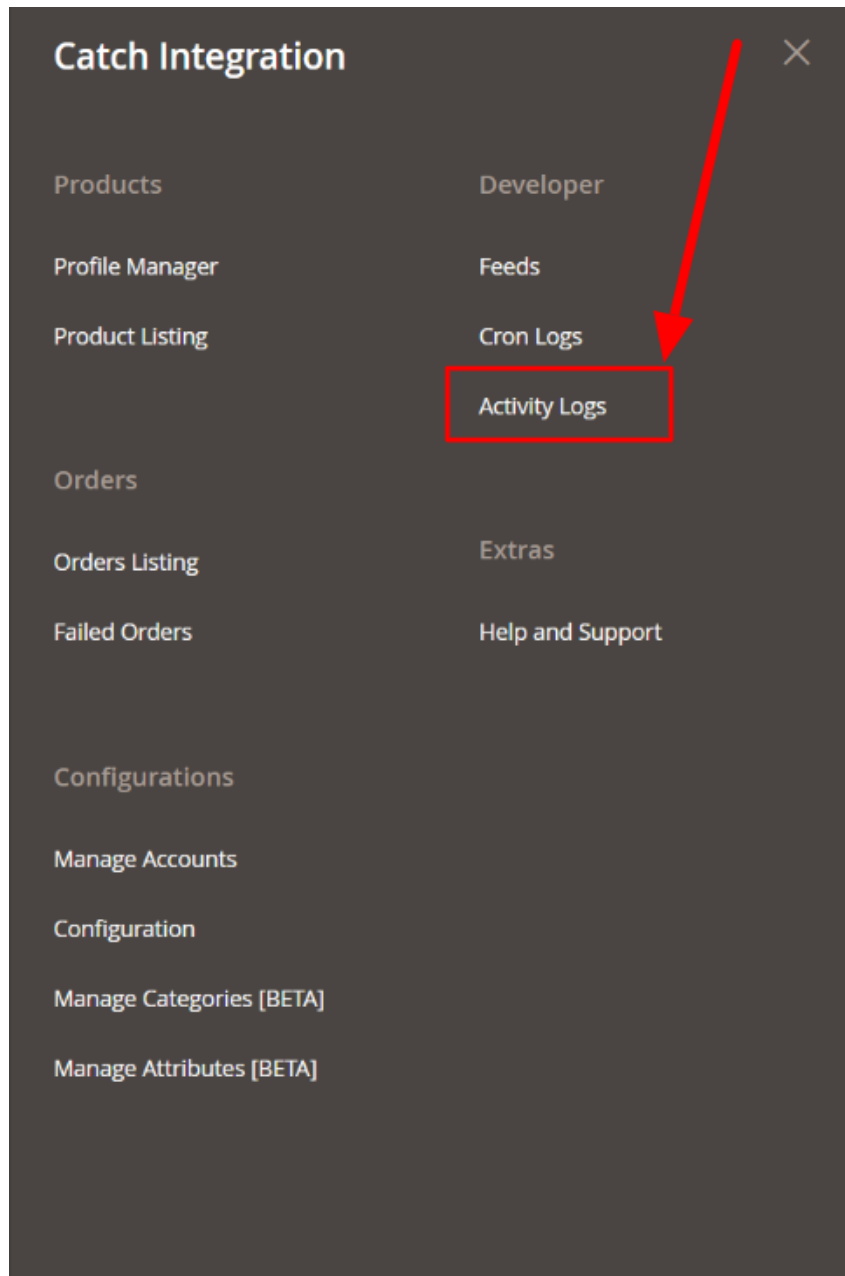 Catch Integration
Products
Profile Manager
Product Listing
Orders
Orders Listing
Failed Orders
Configurations
Manage Accounts
Configuration
Manage Categories [BETA]
Manage Attributes [BETA]
Developer
Feeds
Cron Logs
Activity Logs
Extras
Help and Support